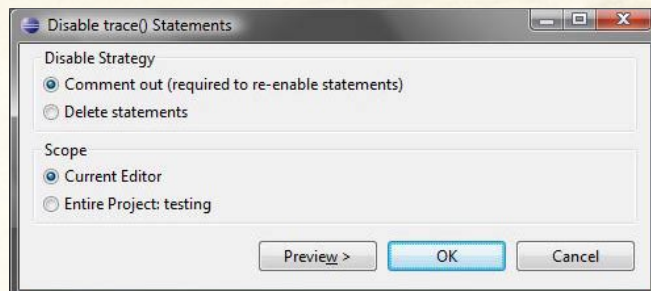 Disable trace() Statements
Disable Strategy
Comment out (required to re-enable statements)
Delete statements
Scope
Current Editor
Entire Project: testing
Preview >
OK
Cancel